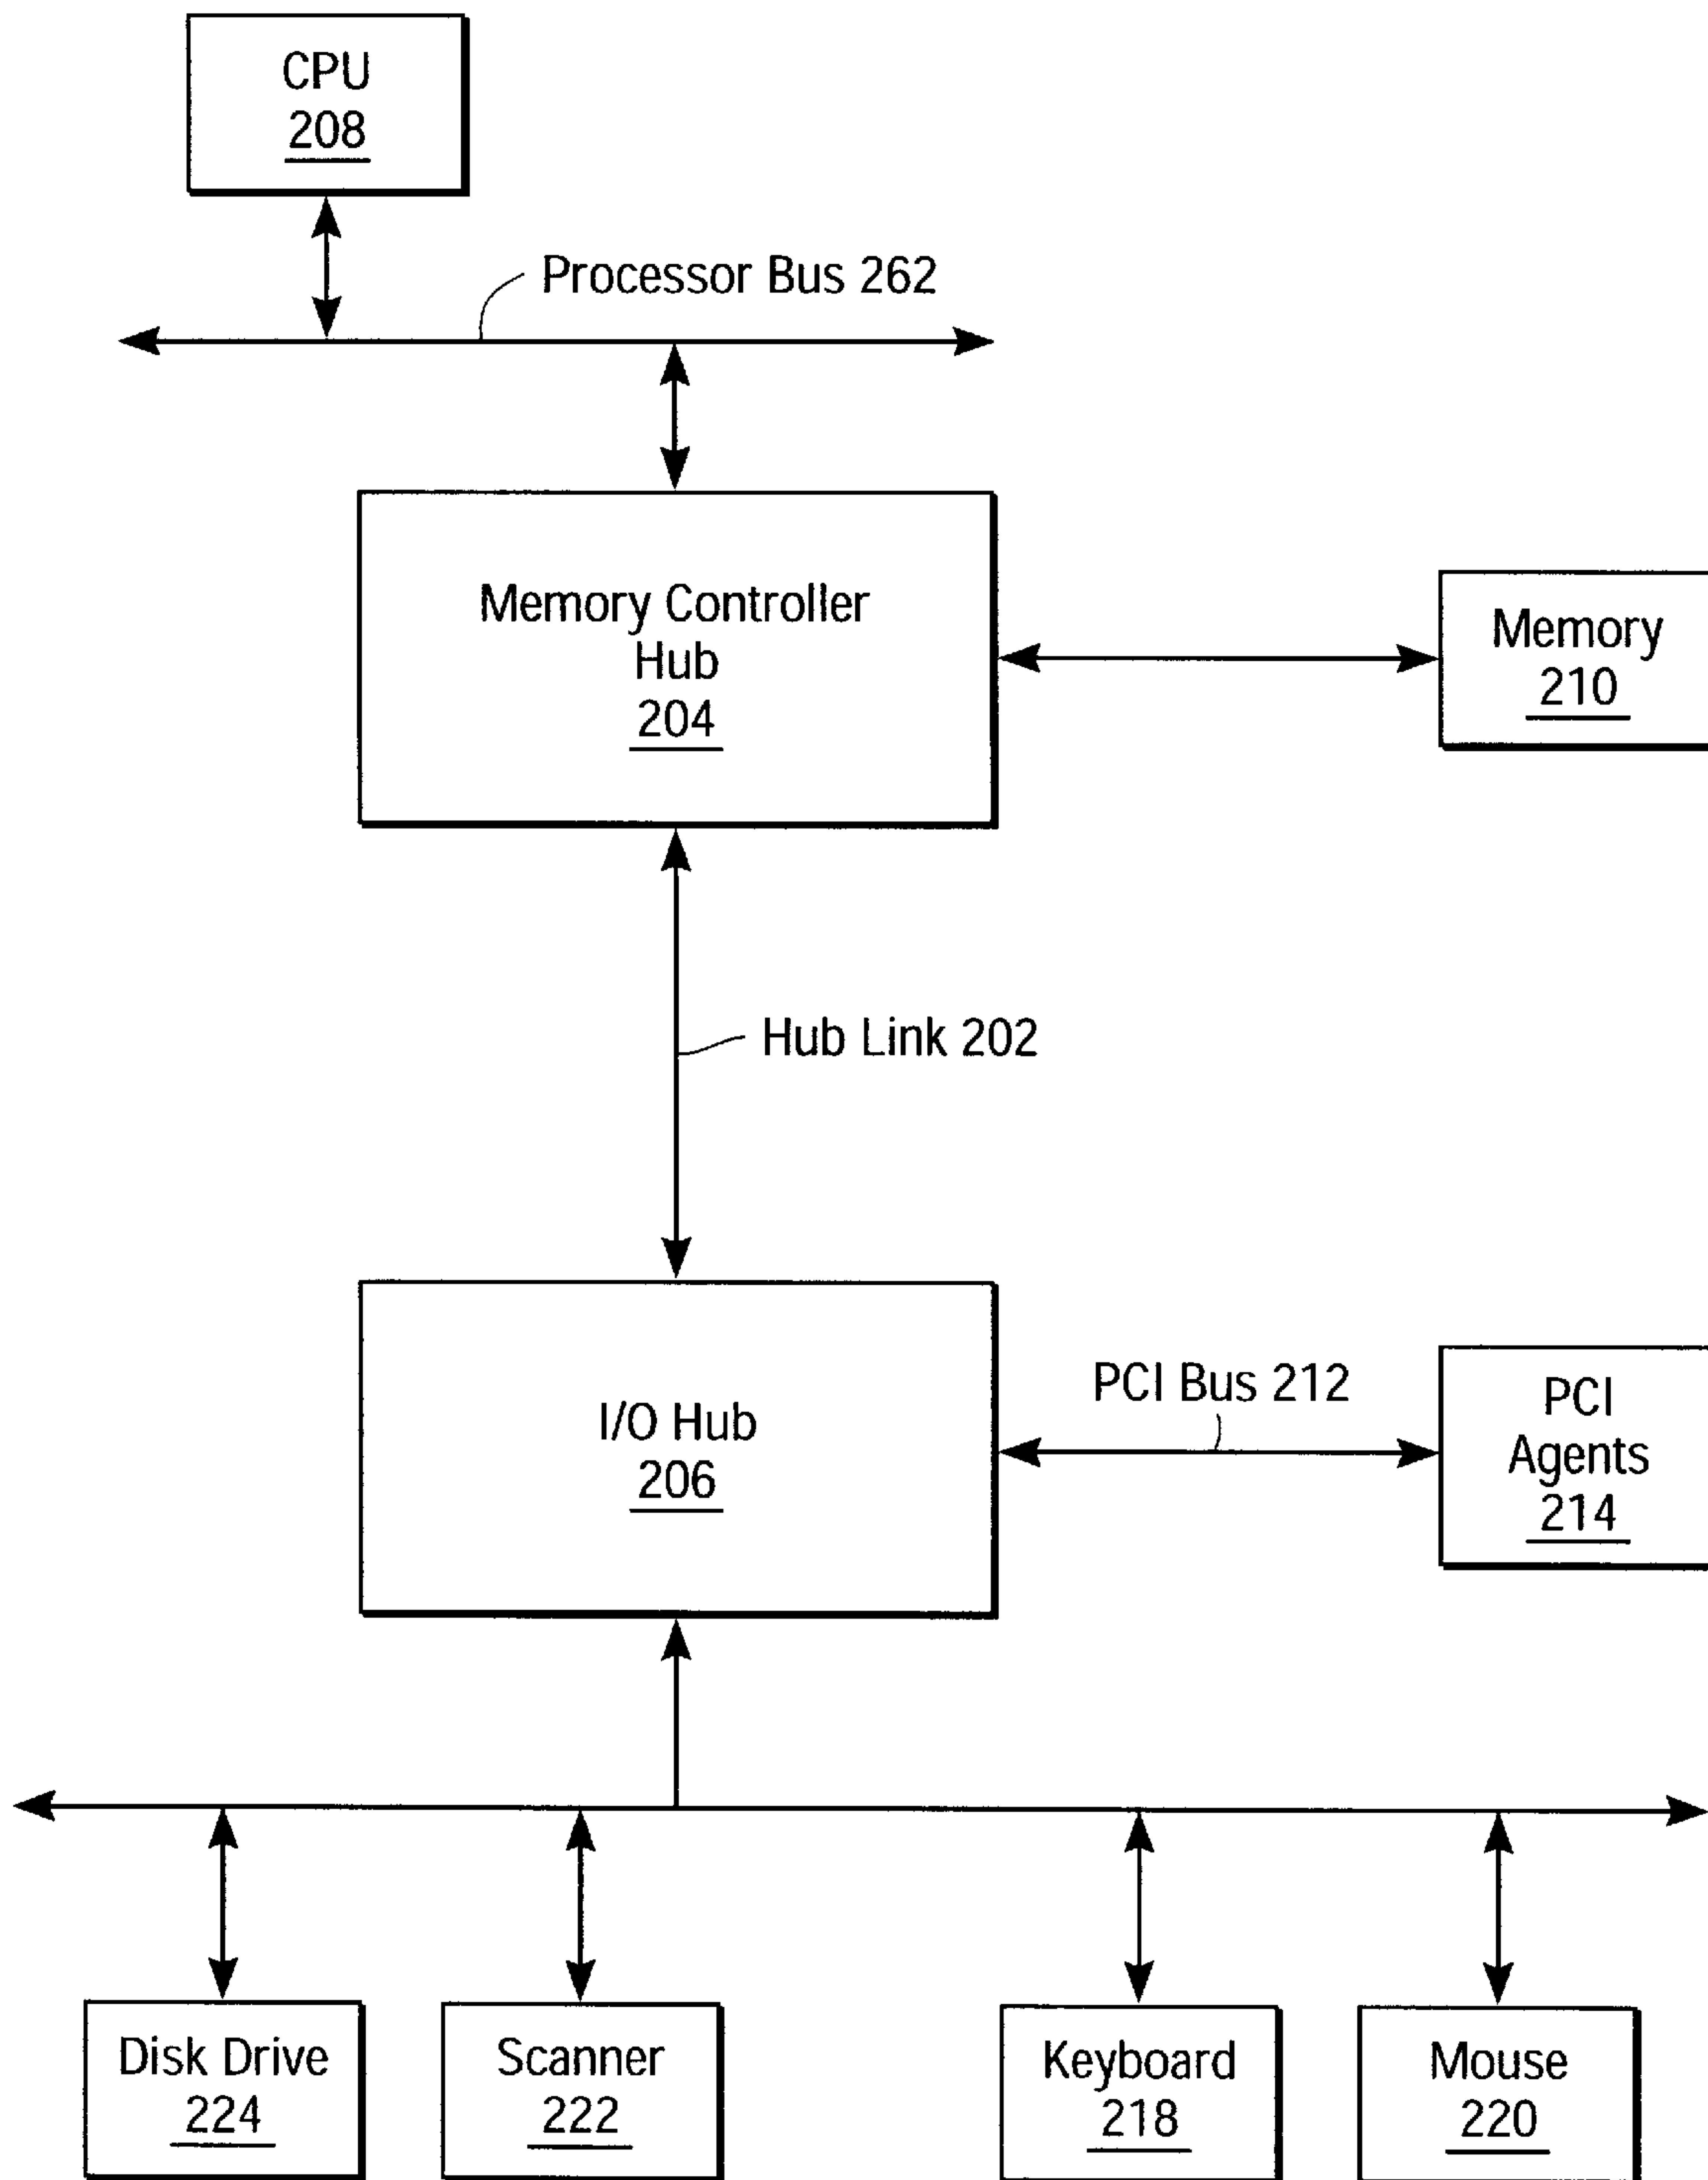 CPU
208
Processor Bus 262
Memory Controller
Hub
204
Memory
210
Hub Link 202
I/O Hub
206
PCI Bus 212
PCI
Agents
214
Disk Drive
224
Scanner
222
Keyboard
218
Mouse
220